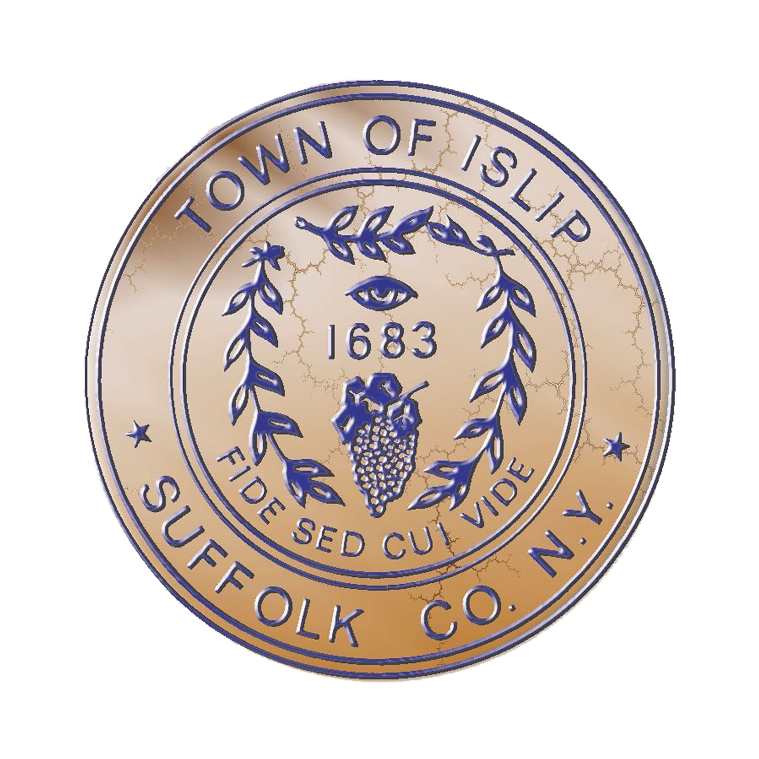 TOWN OF ISLIP
1683
FIDE SED CUI VIDE
SUFFOLK CO. N.Y.